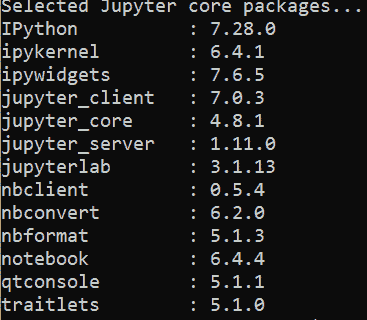 Selected Jupyter core packages...
IPython          : 7.28.0
ipykernel        : 6.4.1
ipywidgets       : 7.6.5
jupyter_client   : 7.0.3
jupyter_core     : 4.8.1
jupyter_server   : 1.11.0
jupyterlab       : 3.1.13
nbclient         : 0.5.4
nbconvert        : 6.2.0
nbformat         : 5.1.3
notebook         : 6.4.4
qtconsole        : 5.1.1
traitlets        : 5.1.0